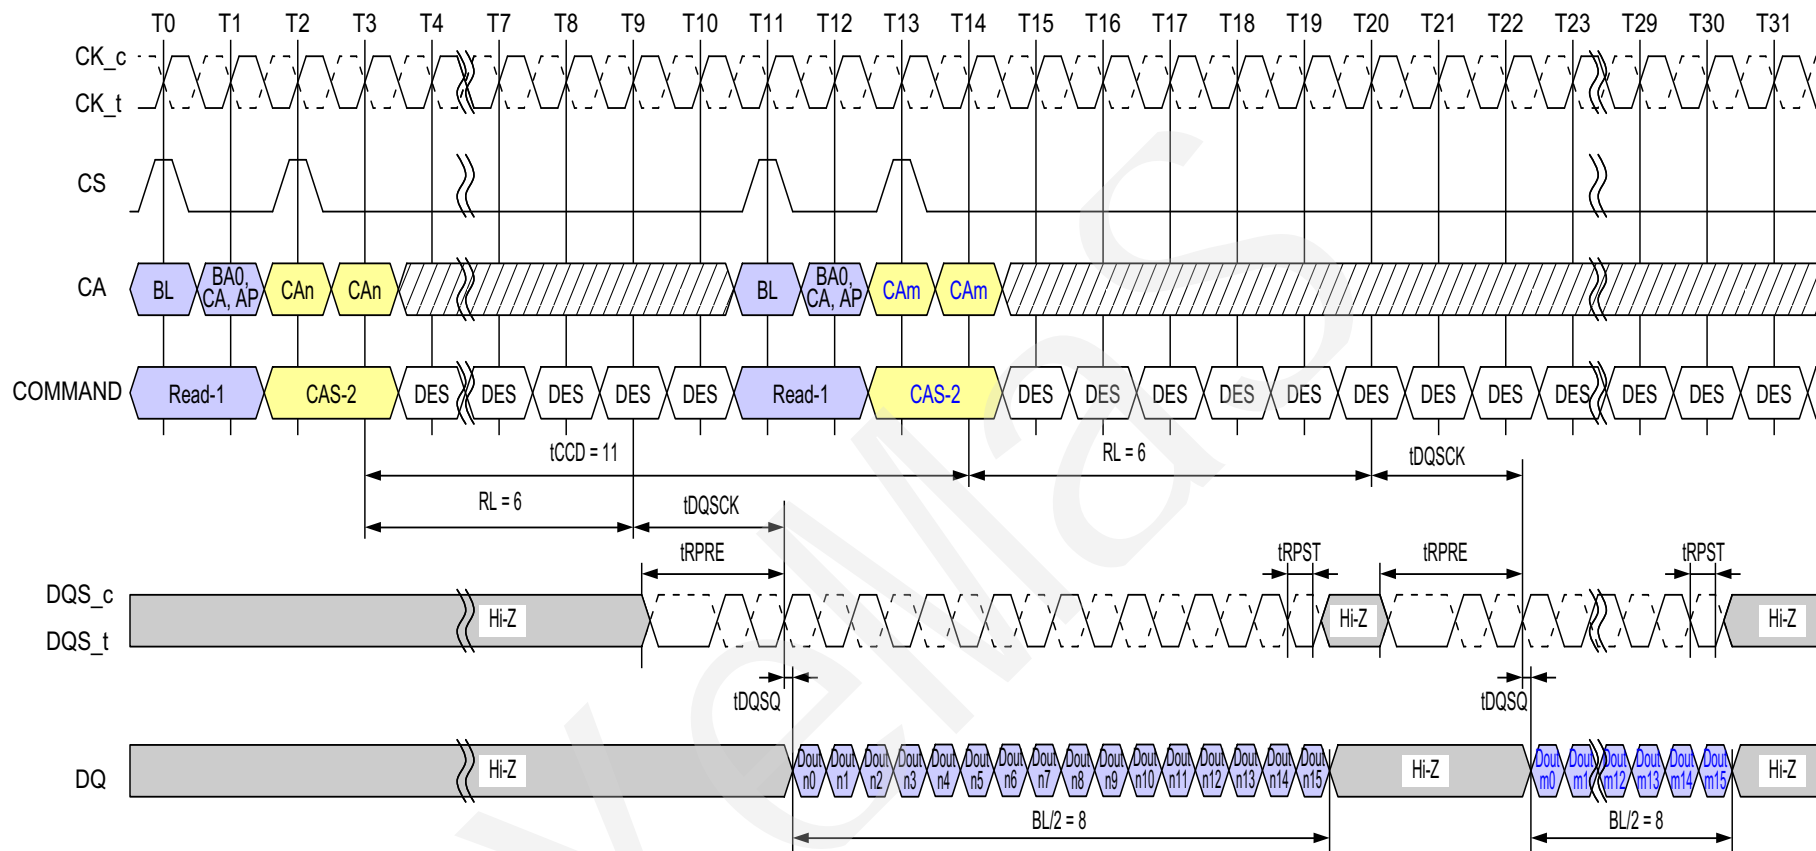 T0 T1 T2 T3 T4 T7 T8 T9 T10 T11 T12 T13 T14 T15 T16 T17 T18 T19 T20 T21 T22 T23 T29 T30 T31
CK_c
CK_t
CS
CA BL BA0, CA, AP CAn CAn BL BA0, CA, AP CAm CAm
COMMAND Read-1 CAS-2 DES DES DES DES DES Read-1 CAS-2 DES DES DES DES DES DES DES DES DES DES DES DES
tCCD = 11 RL = 6 tDQSCK
RL = 6 tDQSCK
tRPRE tRPST tRPRE tRPST
DQS_c
Hi-Z Hi-Z Hi-Z
DQS_t
tDQSQ tDQSQ
DQ Hi-Z Dout n0 Dout n1 Dout n2 Dout n3 Dout n4 Dout n5 Dout n6 Dout n7 Dout n8 Dout n9 Dout n10 Dout n11 Dout n12 Dout n13 Dout n14 Dout n15 Hi-Z Dout m0 Dout m1 Dout m12 Dout m13 Dout m14 Dout m15 Hi-Z
BL/2 = 8 BL/2 = 8